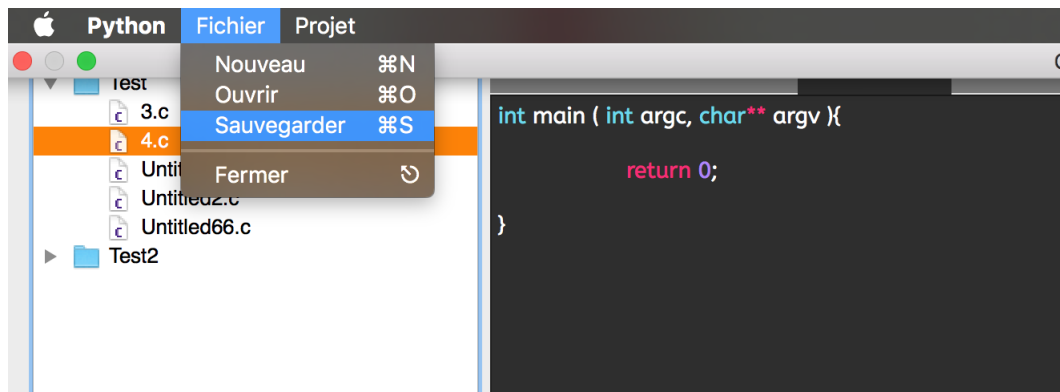 Python Fichier Projet
Nouveau ⌘N
Ouvrir ⌘O
Sauvegarder ⌘S
Fermer ⎋
Test
3.c
4.c
Untitled2.c
Untitled66.c
Test2
int main ( int argc, char** argv ){
return 0;
}